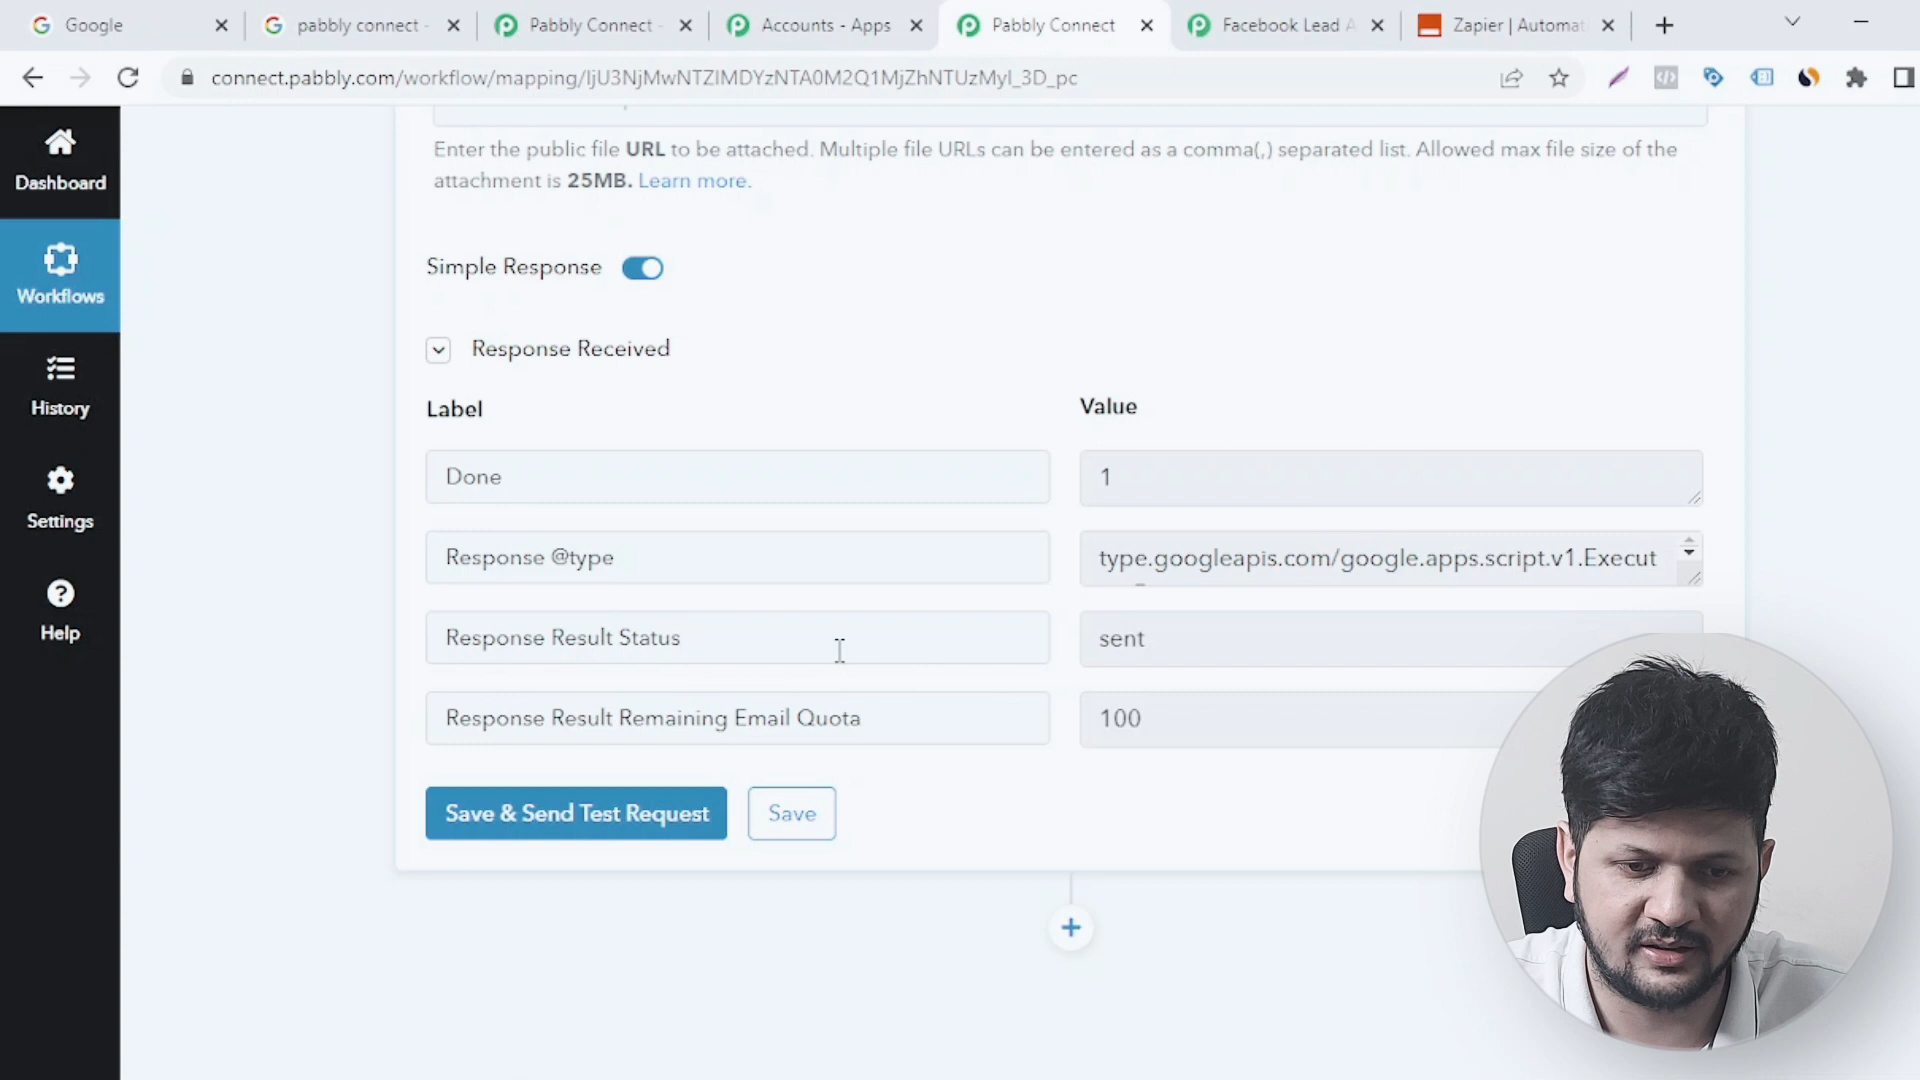 Google
pabbly connect -
Pabbly Connect -
Accounts - Apps
Pabbly Connect
Facebook Lead A
Zapier | Automat
connect.pabbly.com/workflow/mapping/IjU3NjMwNTZlMDYzNTA0M2Q1MjZhNTUzMyI_3D_pc
Dashboard
Workflows
History
Settings
Help
Enter the public file URL to be attached. Multiple file URLs can be entered as a comma(,) separated list. Allowed max file size of the
attachment is 25MB. Learn more.
Simple Response
Response Received
Label
Value
Done
1
Response @type
type.googleapis.com/google.apps.script.v1.Execut
Response Result Status
sent
Response Result Remaining Email Quota
100
Save & Send Test Request
Save